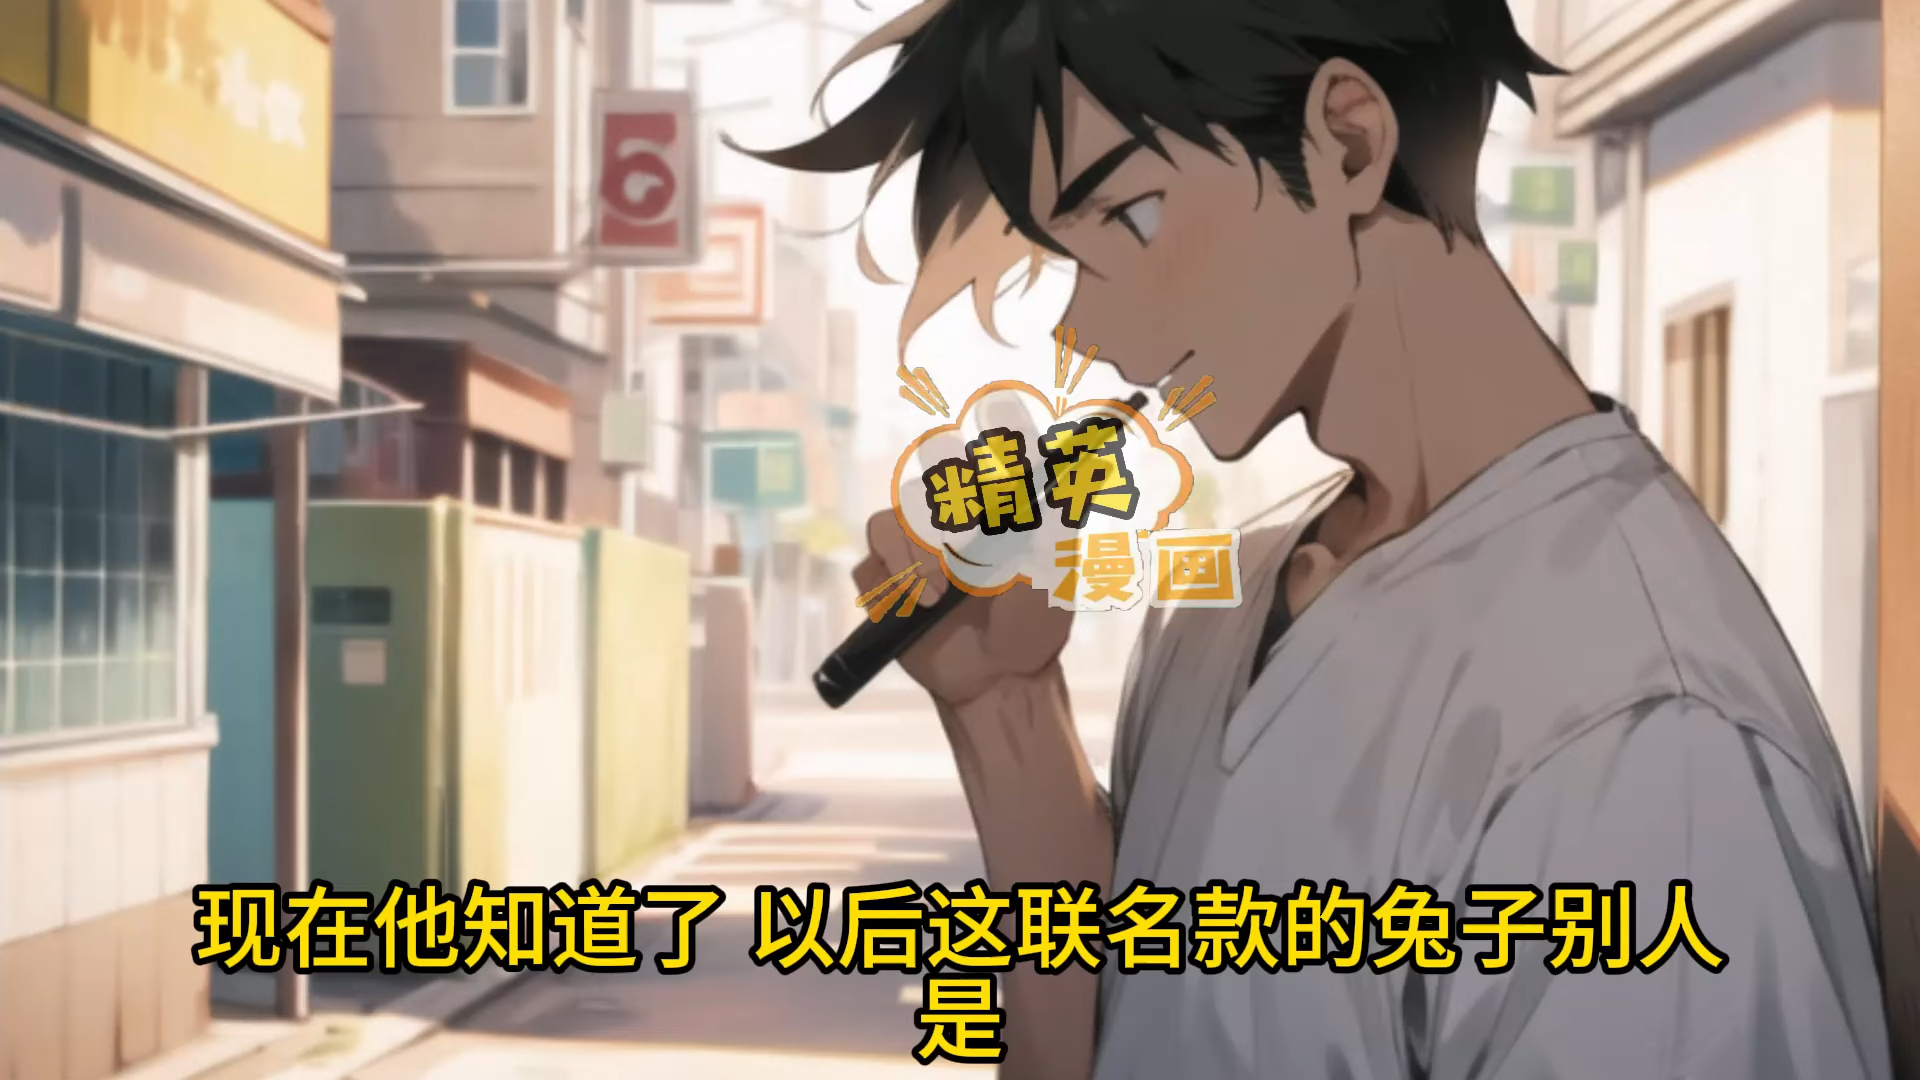 精英
漫画
现在他知道了 以后这联名款的兔子别人
是